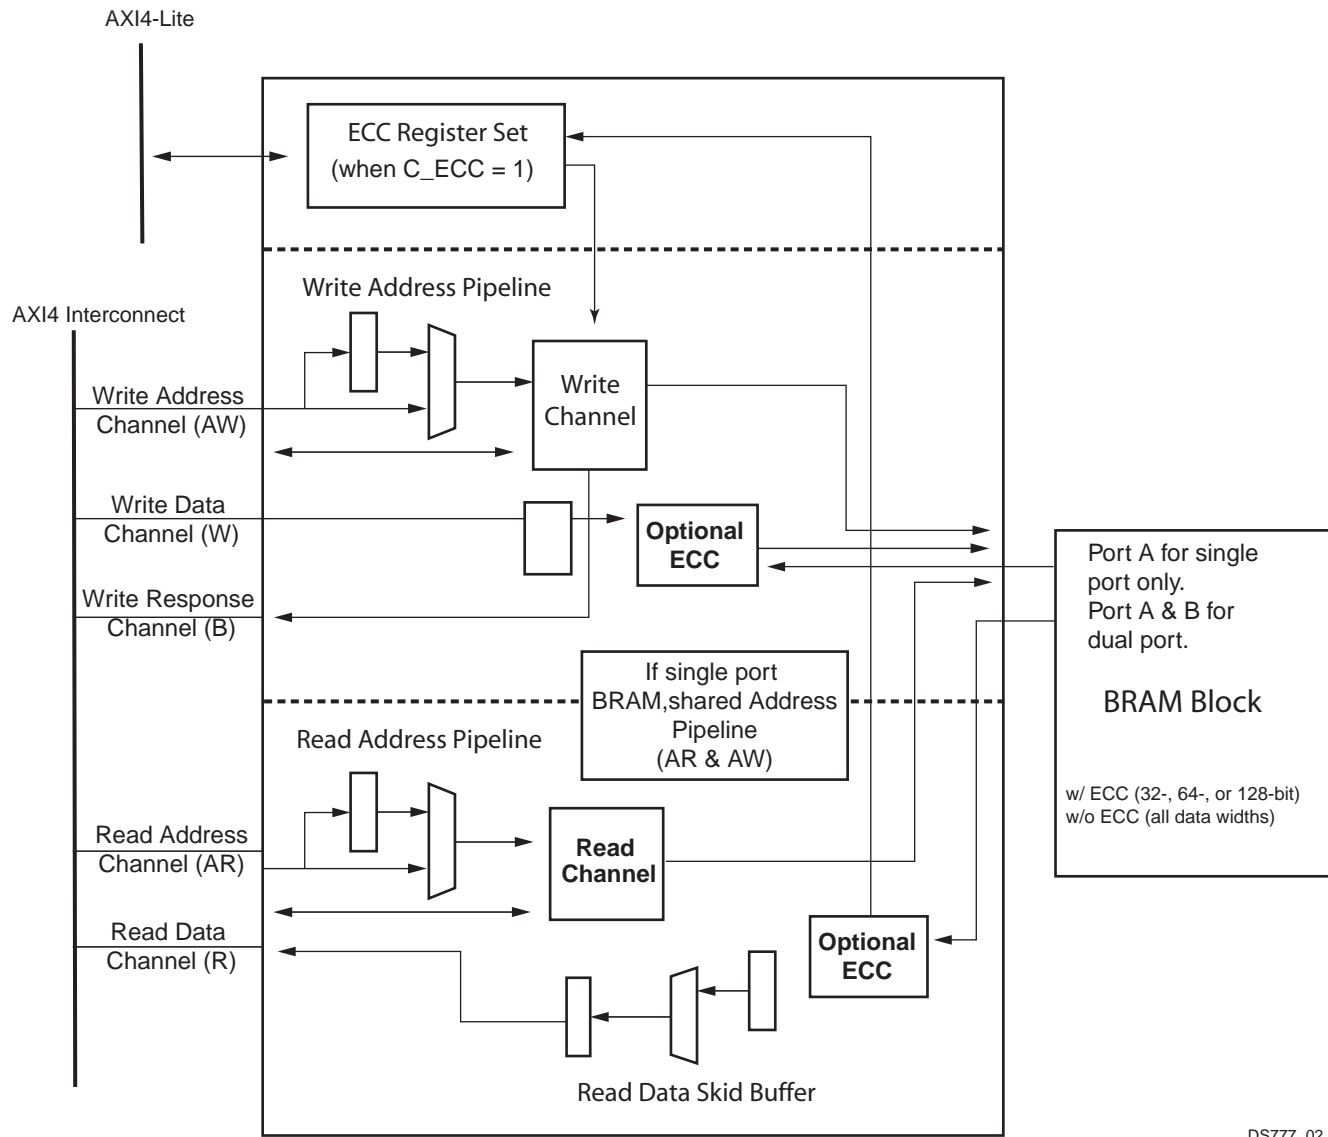 AXI4-Lite
ECC Register Set
(when C_ECC = 1)
Write Address Pipeline
AXI4 Interconnect
Write Address
Channel (AW)
Write
Channel
Write Data
Channel (W)
Optional
ECC
Write Response
Channel (B)
Port A for single
port only.
Port A & B for
dual port.
BRAM Block
w/ ECC (32-, 64-, or 128-bit)
w/o ECC (all data widths)
If single port
BRAM,shared Address
Pipeline
(AR & AW)
Read Address Pipeline
Read Address
Channel (AR)
Read
Channel
Read Data
Channel (R)
Optional
ECC
Read Data Skid Buffer
DS777_02